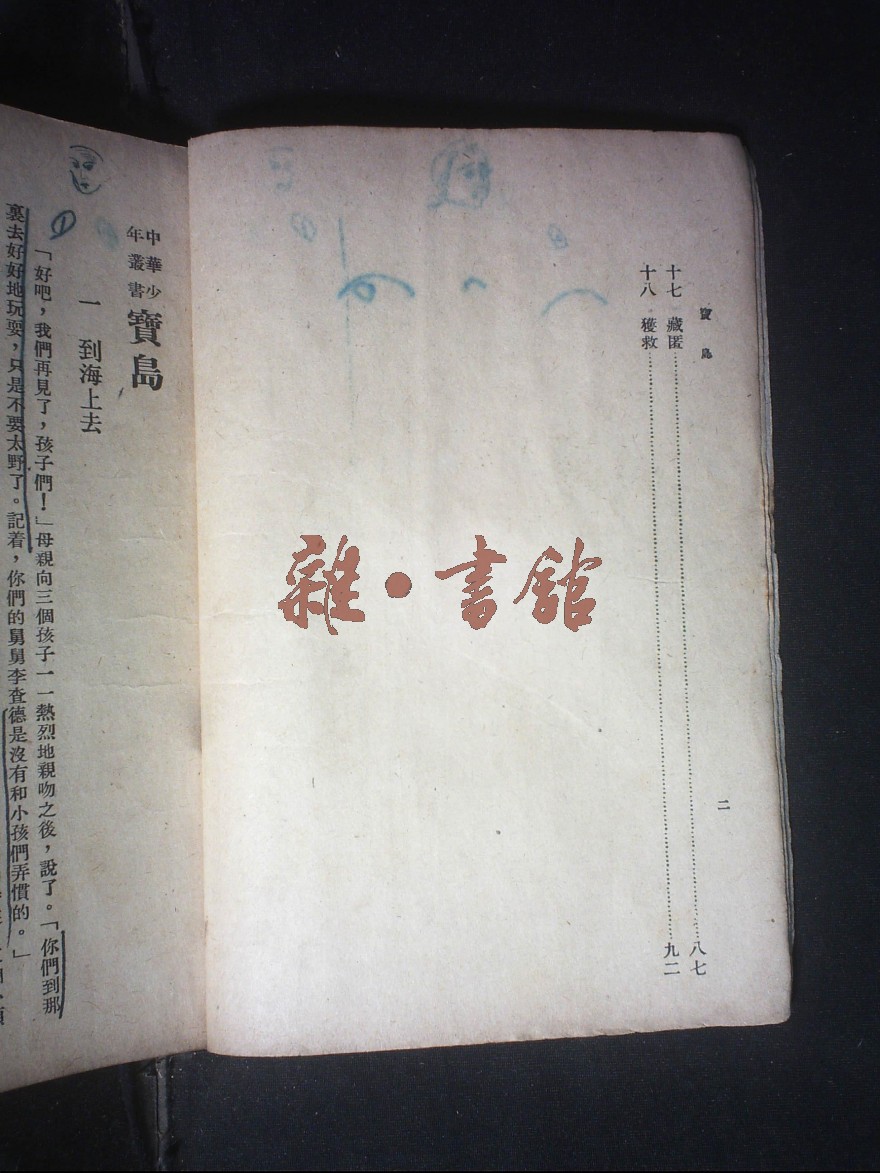 寶島
十七 藏匿……八七
十八 獲救……九二
二
雜·書館
中華少年叢書 寶島
一 到海上去
「好吧，我們再見了，孩子們！」母親向三個孩子一一熱烈地親吻之後，說了。「你們到那
裏去好好地玩耍，只是不要太野了。記着，你們的舅舅李查德是沒有和小孩們弄慣的。」